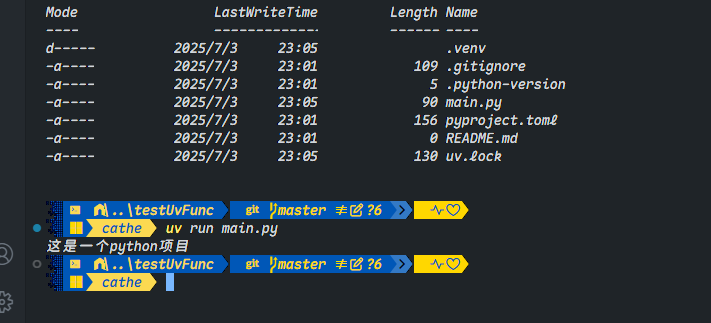 Mode LastWriteTime Length Name
---- ------------- ------ ----
d----- 2025/7/3 23:05 .venv
-a---- 2025/7/3 23:01 109 .gitignore
-a---- 2025/7/3 23:01 5 .python-version
-a---- 2025/7/3 23:05 90 main.py
-a---- 2025/7/3 23:01 156 pyproject.toml
-a---- 2025/7/3 23:01 0 README.md
-a---- 2025/7/3 23:05 130 uv.lock
\..\testUvFunc git master ?6
cathe uv run main.py
这是一个python项目
\..\testUvFunc git master ?6
cathe